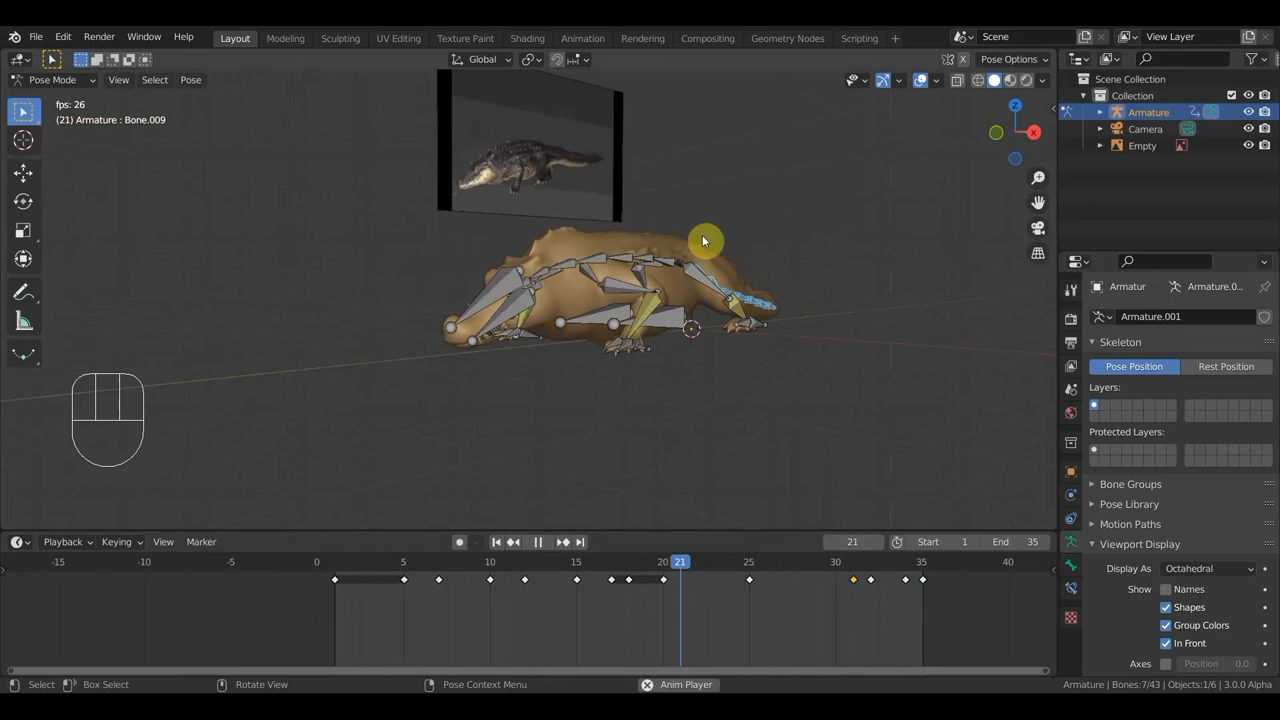 File Edit Render Window Help Layout Modeling Sculpting UV Editing Texture Paint Shading Animation Rendering Compositing Geometry Nodes Scripting + Scene View Layer
Global Pose Options
Pose Mode View Select Pose
fps: 26
(21) Armature : Bone.009
Z
X
Scene Collection
Collection
Armature
Camera
Empty
Armatur Armature.0...
Armature.001
Skeleton
Pose Position Rest Position
Layers:
Protected Layers:
Bone Groups
Pose Library
Motion Paths
Viewport Display
Display As Octahedral
Show Names
Shapes
Group Colors
In Front
Axes Position 0.0
Playback Keying View Marker 21 Start 1 End 35
-15 -10 -5 0 5 10 15 20 21 25 30 35 40
Select Box Select Rotate View Pose Context Menu Anim Player Armature | Bones:7/43 | Objects:1/6 | 3.0.0 Alpha